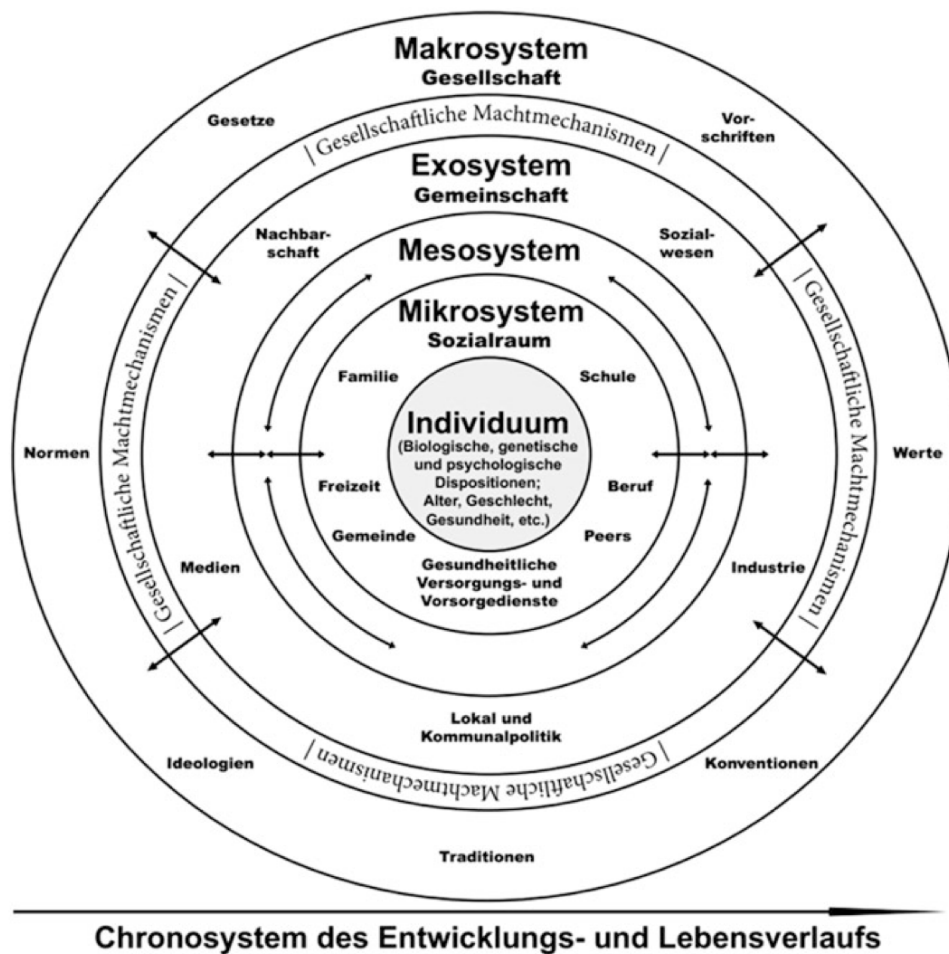 Makrosystem
Gesellschaft
Gesetze
Vor-
schriften
| Gesellschaftliche Machtmechanismen |
Exosystem
Gemeinschaft
Nachbar-
schaft
Sozial-
wesen
Mesosystem
| Gesellschaftliche Machtmechanismen |
| Gesellschaftliche Machtmechanismen |
Mikrosystem
Sozialraum
Familie
Schule
Individuum
(Biologische, genetische
und psychologische
Dispositionen;
Alter, Geschlecht,
Gesundheit, etc.)
Normen
Werte
Freizeit
Beruf
Gemeinde
Peers
Medien
Gesundheitliche
Versorgungs- und
Vorsorgedienste
Industrie
Lokal und
Kommunalpolitik
Ideologien
| Gesellschaftliche Machtmechanismen |
Konventionen
Traditionen
Chronosystem des Entwicklungs- und Lebensverlaufs